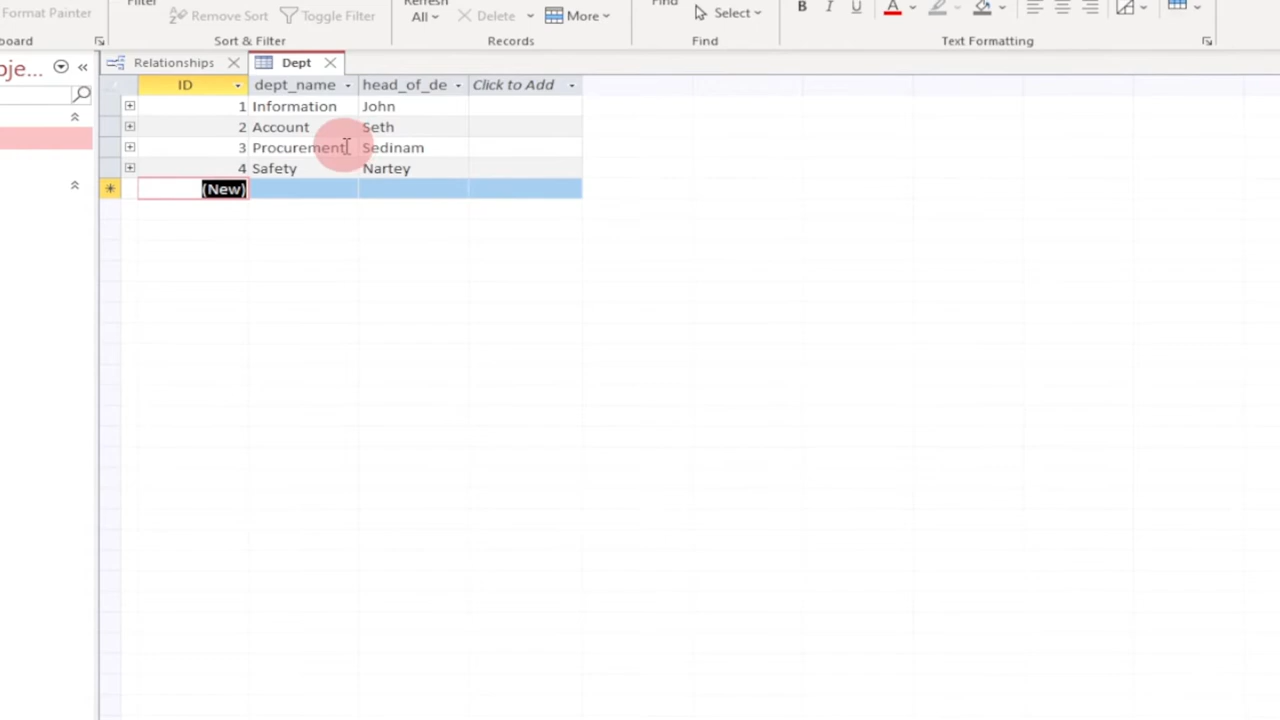 Filter
Refresh
Find
Format Painter
Remove Sort
Toggle Filter
All
Delete
More
Select
B I U A
Sort & Filter
Records
Find
Text Formatting
Relationships
Dept
ID dept_name head_of_de Click to Add
1 Information John
2 Account Seth
3 Procurement Sedinam
4 Safety Nartey
(New)